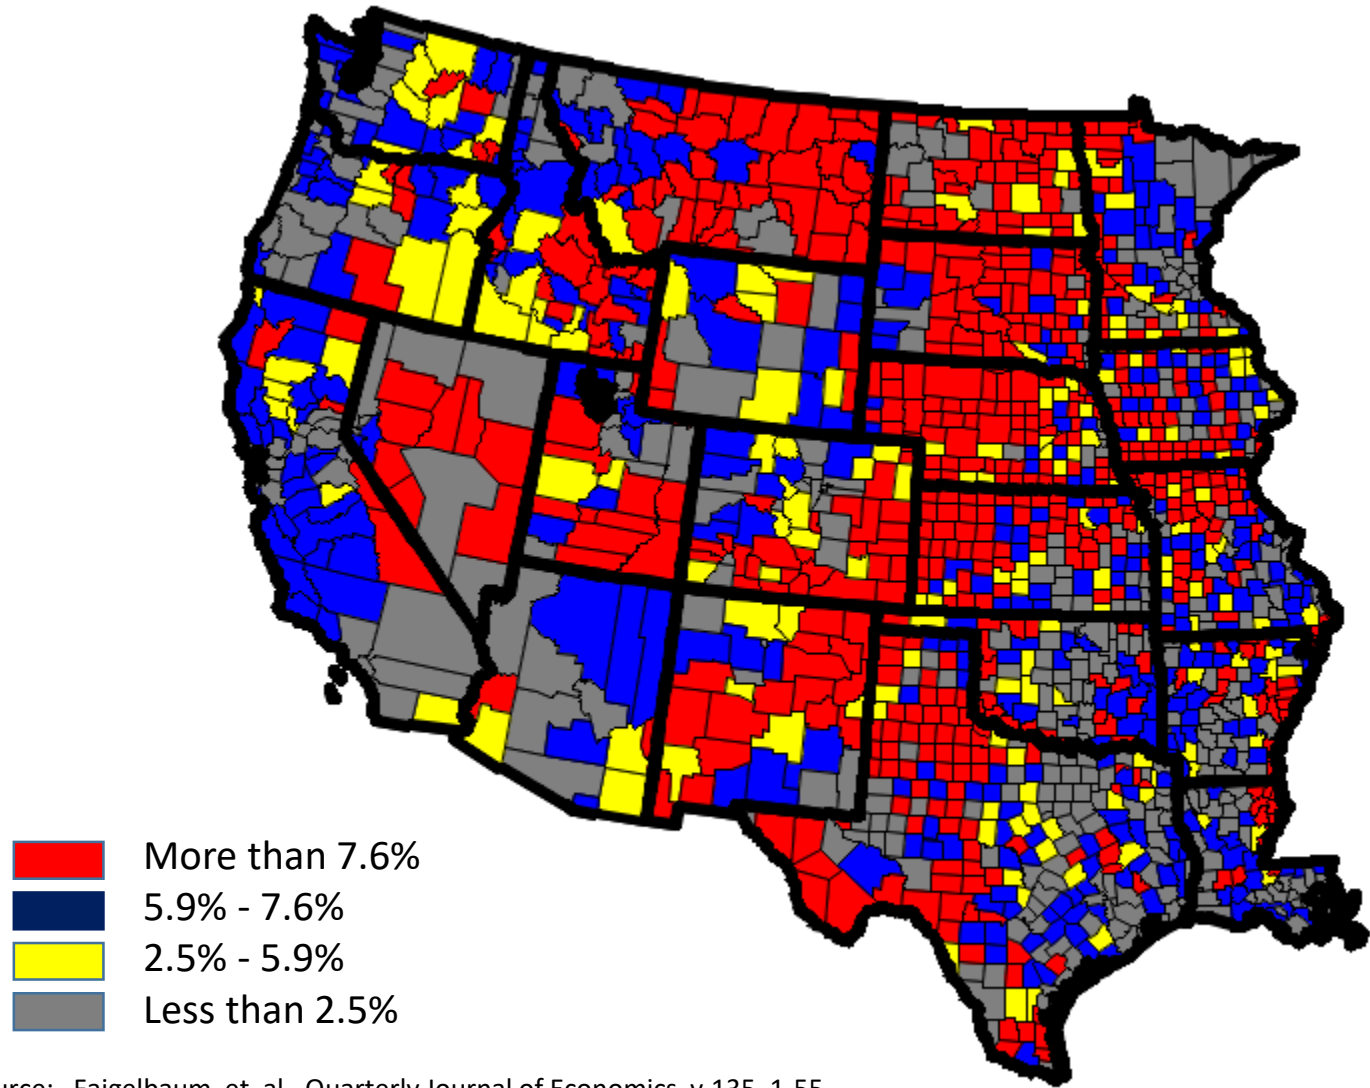 More than 7.6%
5.9% - 7.6%
2.5% - 5.9%
Less than 2.5%
Faigelbaum, et. al., Quarterly Journal of Economics, v 135, 1-55